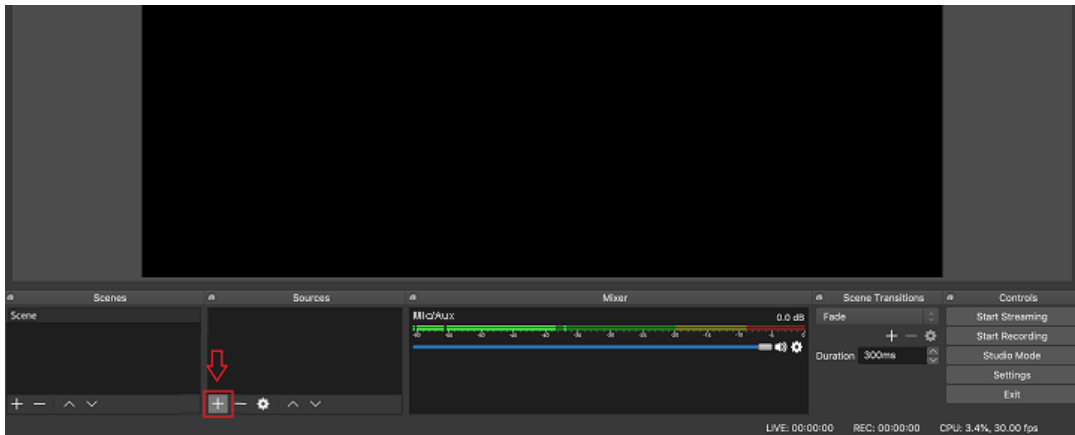 Scenes
Sources
Mixer
Scene Transitions
Controls
Scene
Mic/Aux
0.0 dB
Fade
Duration 300ms
Start Streaming
Start Recording
Studio Mode
Settings
Exit
LIVE: 00:00:00 REC: 00:00:00 CPU: 3.4%, 30.00 fps